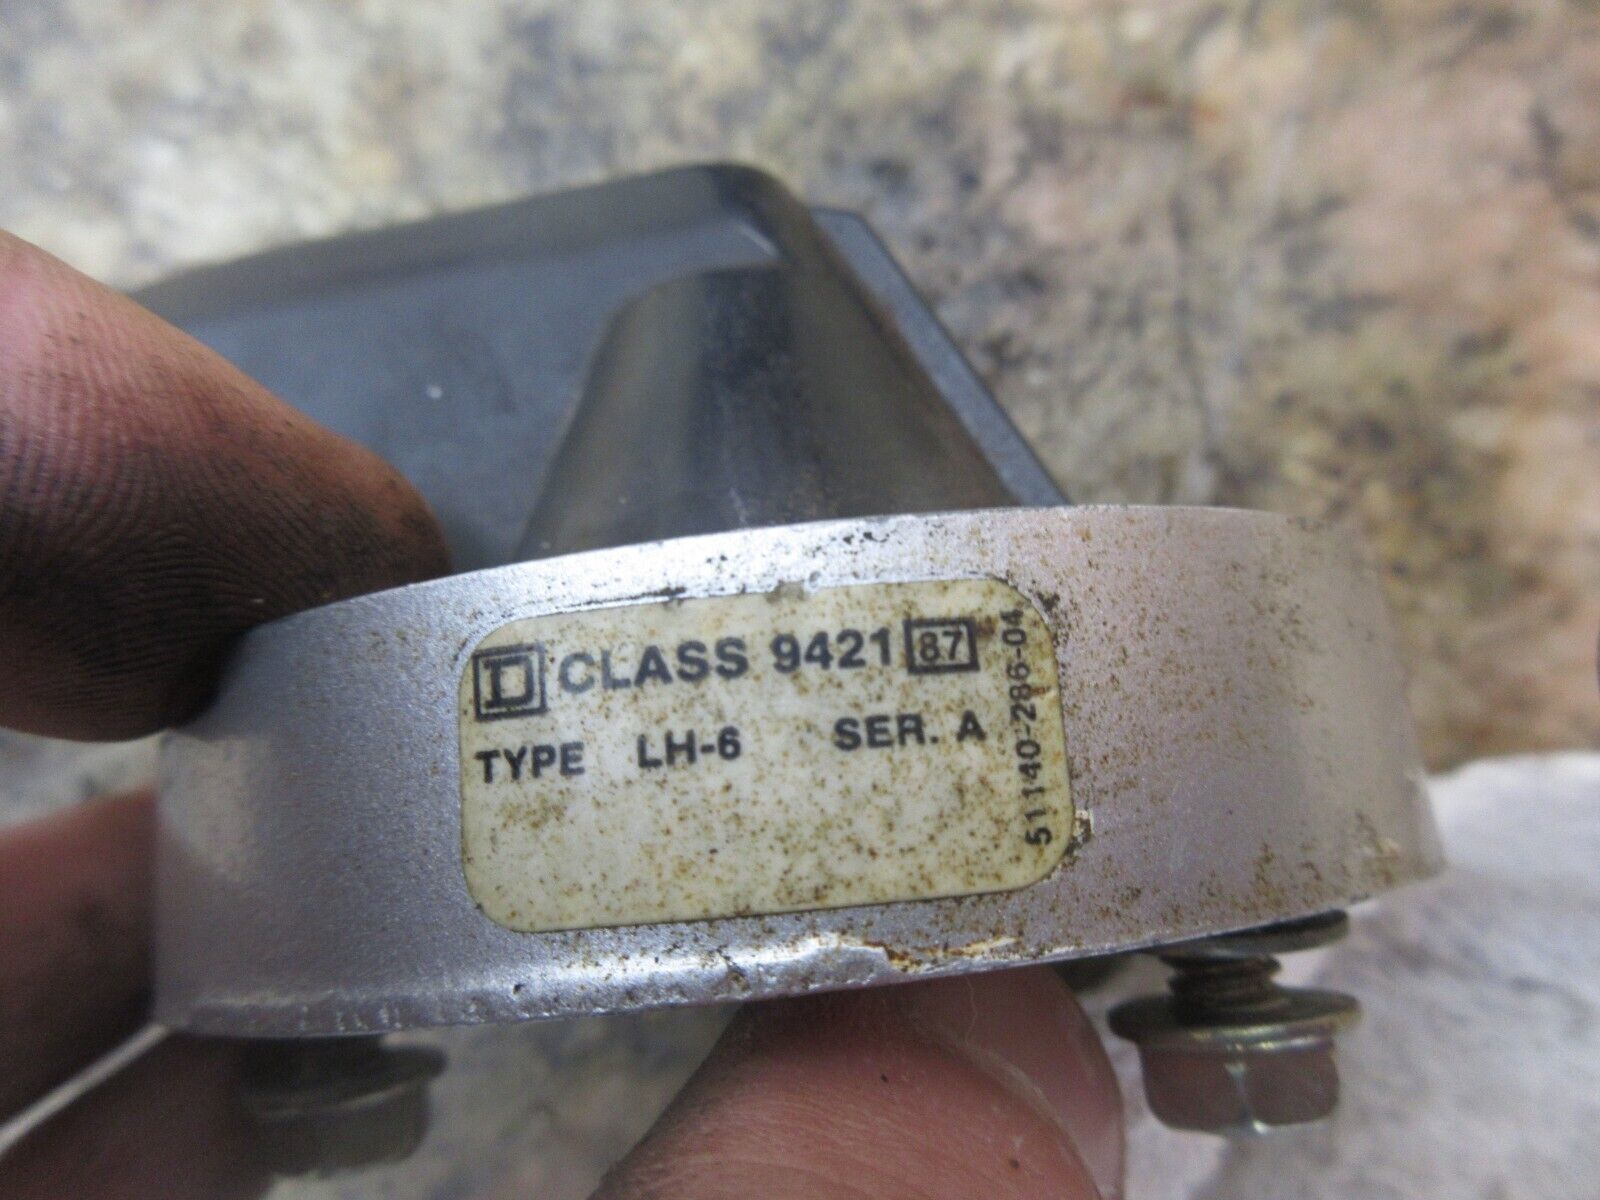 D CLASS 9421 87
TYPE LH-6 SER. A
51140-286-04